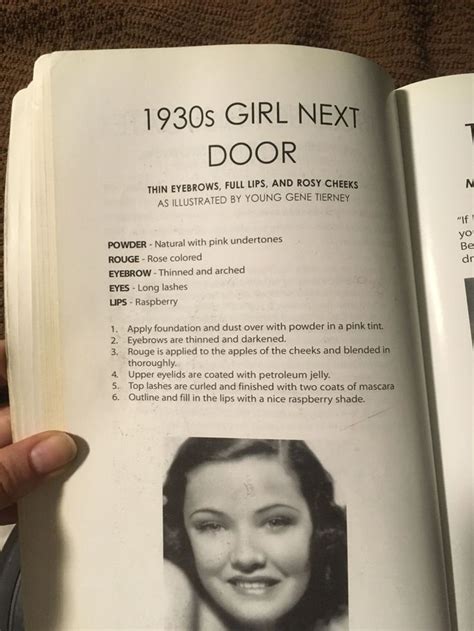 1930s GIRL NEXT
DOOR
THIN EYEBROWS, FULL LIPS, AND ROSY CHEEKS
AS ILLUSTRATED BY YOUNG GENE TIERNEY
POWDER - Natural with pink undertones
ROUGE - Rose colored
EYEBROW - Thinned and arched
EYES - Long lashes
LIPS - Raspberry
1. Apply foundation and dust over with powder in a pink tint.
2. Eyebrows are thinned and darkened.
3. Rouge is applied to the apples of the cheeks and blended in
thoroughly.
4. Upper eyelids are coated with petroleum jelly.
5. Top lashes are curled and finished with two coats of mascara
6. Outline and fill in the lips with a nice raspberry shade.
"If
yo
Be
dr